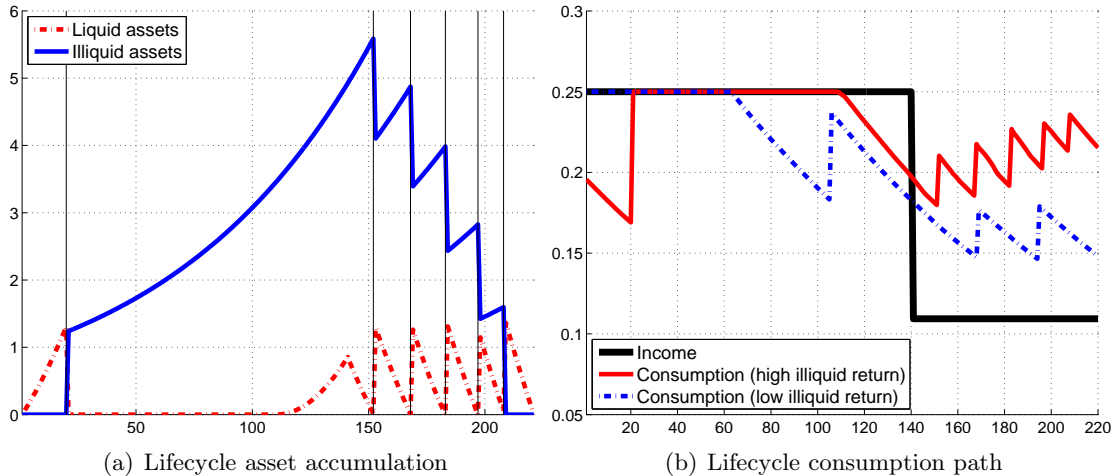 6
5
4
3
2
1
0
Liquid assets
Illiquid assets
50 100 150 200
(a) Lifecycle asset accumulation
0.3
0.25
0.2
0.15
0.1
0.05
Income
Consumption (high illiquid return)
Consumption (low illiquid return)
20 40 60 80 100 120 140 160 180 200 220
(b) Lifecycle consumption path